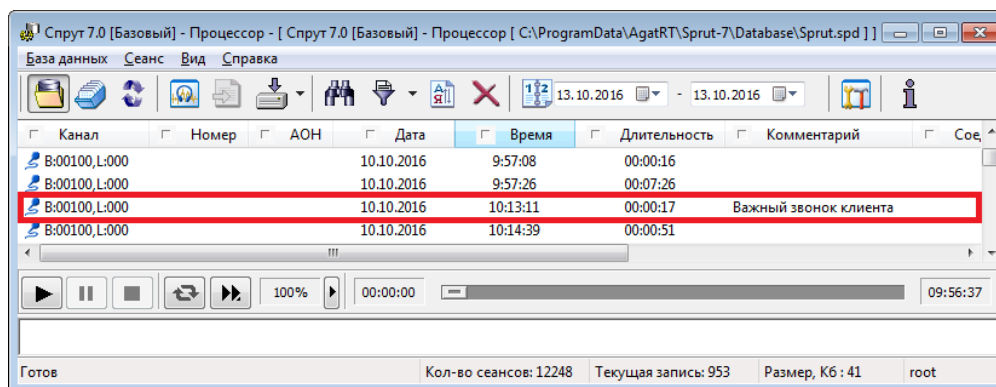 Спрут 7.0 [Базовый] - Процессор - [ Спрут 7.0 [Базовый] - Процессор [ C:\ProgramData\AgatRT\Sprut-7\Database\Sprut.spd ] ]
База данных Сеанс Вид Справка
13.10.2016 - 13.10.2016
Канал Номер АОН Дата Время Длительность Комментарий Сое,
B:00100,L:000 10.10.2016 9:57:08 00:00:16
B:00100,L:000 10.10.2016 9:57:26 00:07:26
B:00100,L:000 10.10.2016 10:13:11 00:00:17 Важный звонок клиента
B:00100,L:000 10.10.2016 10:14:39 00:00:51
100% 00:00:00 09:56:37
Готов Кол-во сеансов: 12248 Текущая запись: 953 Размер, Кб : 41 root